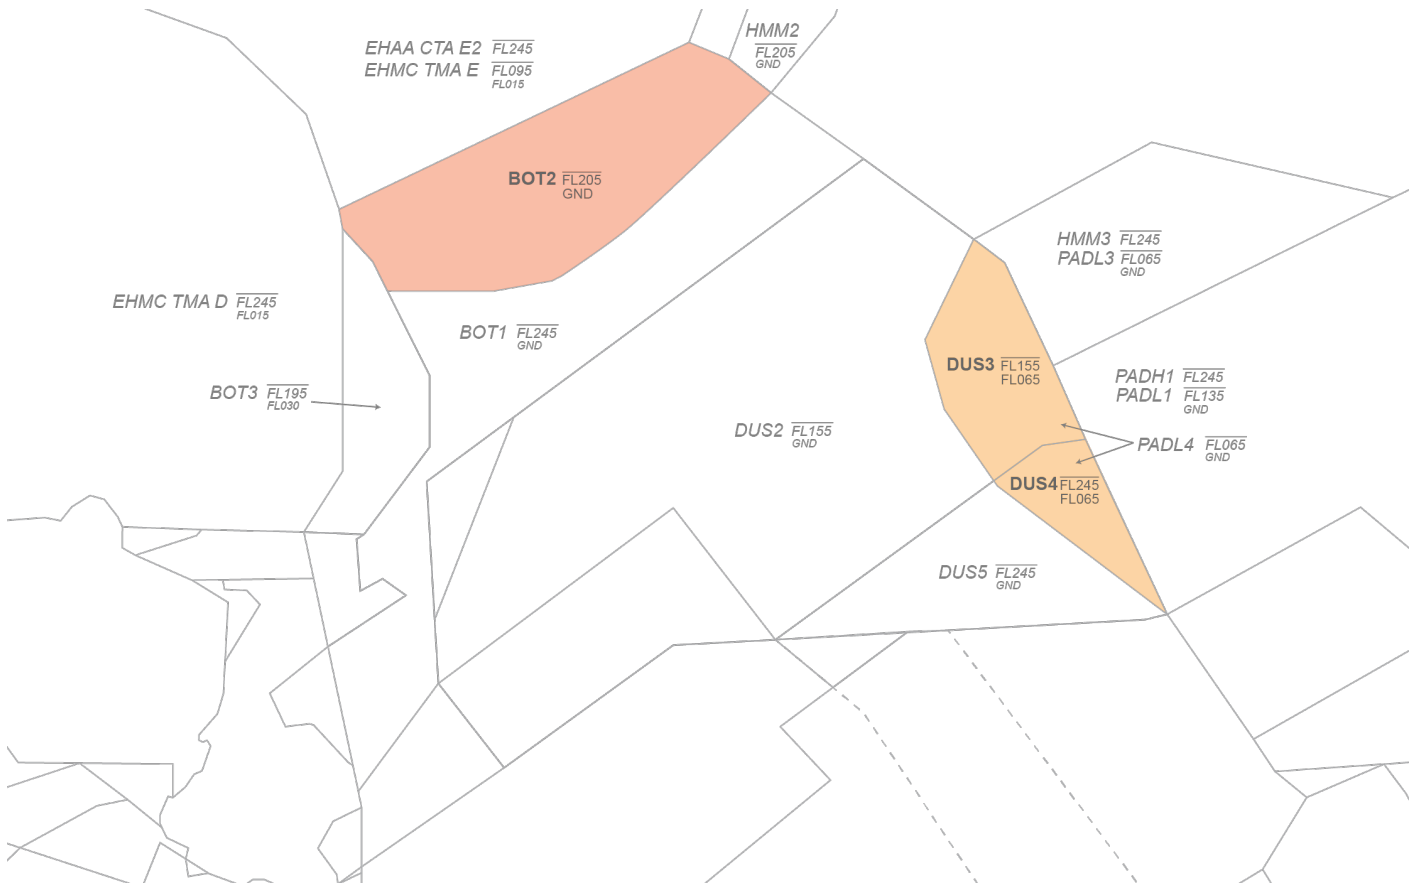 EHAA CTA E2 FL245
EHMC TMA E FL095
FL015
HMM2
FL205
GND
BOT2 FL205
GND
HMM3 FL245
PADL3 FL065
GND
EHMC TMA D FL245
FL015
BOT1 FL245
GND
DUS3 FL155
FL065
PADH1 FL245
PADL1 FL135
GND
BOT3 FL195
FL030
DUS2 FL155
GND
PADL4 FL065
GND
DUS4 FL245
FL065
DUS5 FL245
GND